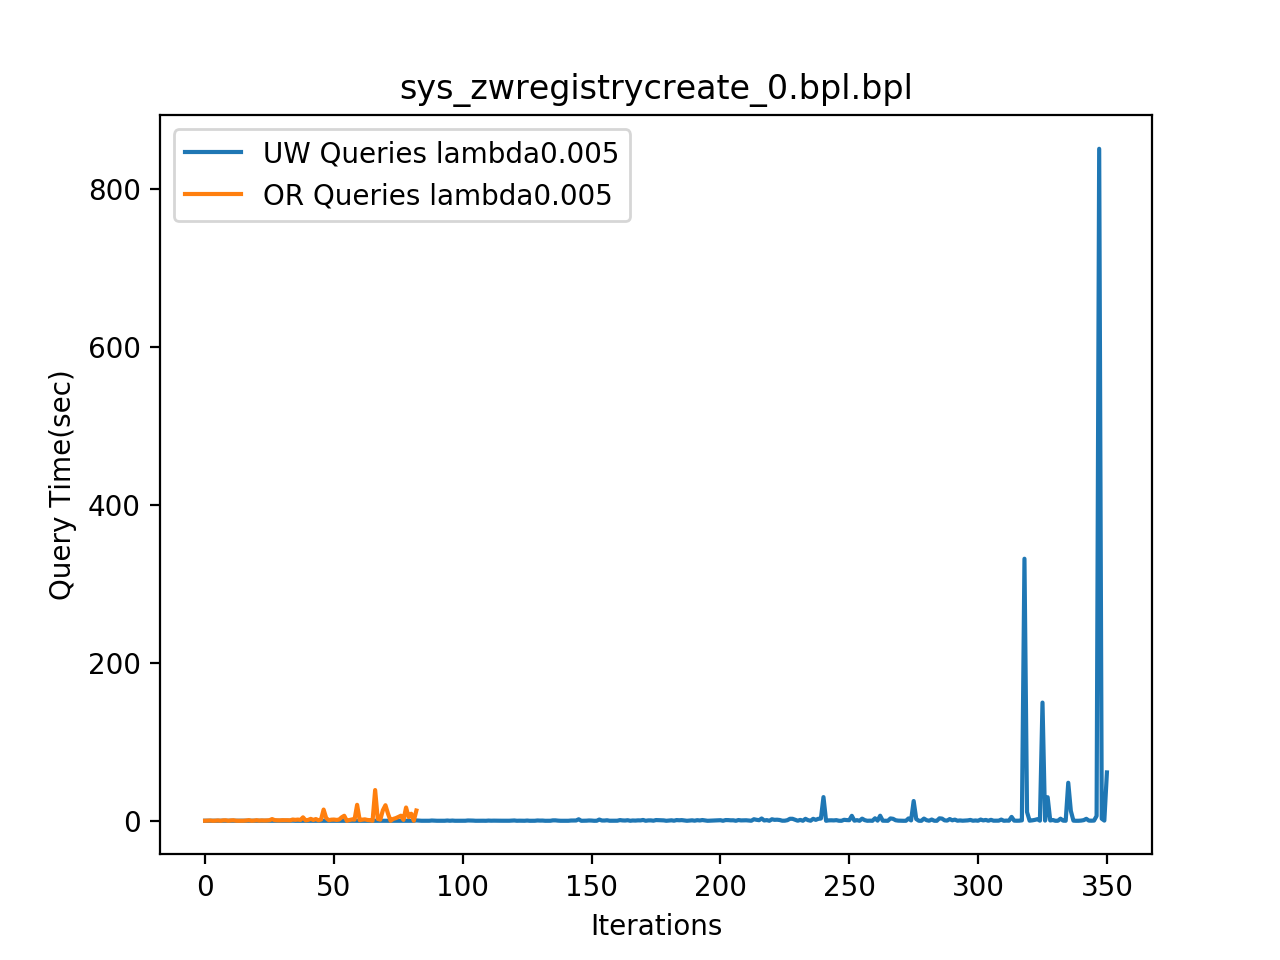 sys_zwregistrycreate_0.bpl.bpl
UW Queries lambda0.005
OR Queries lambda0.005
800
600
400
200
0
Query Time(sec)
0 50 100 150 200 250 300 350
Iterations